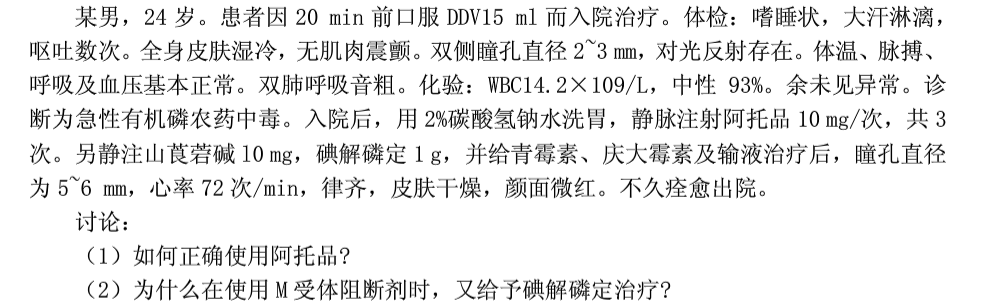 某男，24 岁。患者因 20 min 前口服 DDV15 ml 而入院治疗。体检：嗜睡状，大汗淋漓，
呕吐数次。全身皮肤湿冷，无肌肉震颤。双侧瞳孔直径 2~3 mm，对光反射存在。体温、脉搏、
呼吸及血压基本正常。双肺呼吸音粗。化验：WBC14.2×109/L，中性 93%。余未见异常。诊
断为急性有机磷农药中毒。入院后，用 2%碳酸氢钠水洗胃，静脉注射阿托品 10 mg/次，共 3
次。另静注山莨菪碱 10 mg，碘解磷定 1 g，并给青霉素、庆大霉素及输液治疗后，瞳孔直径
为 5~6 mm，心率 72 次/min，律齐，皮肤干燥，颜面微红。不久痊愈出院。
讨论：
（1）如何正确使用阿托品?
（2）为什么在使用 M 受体阻断剂时，又给予碘解磷定治疗?